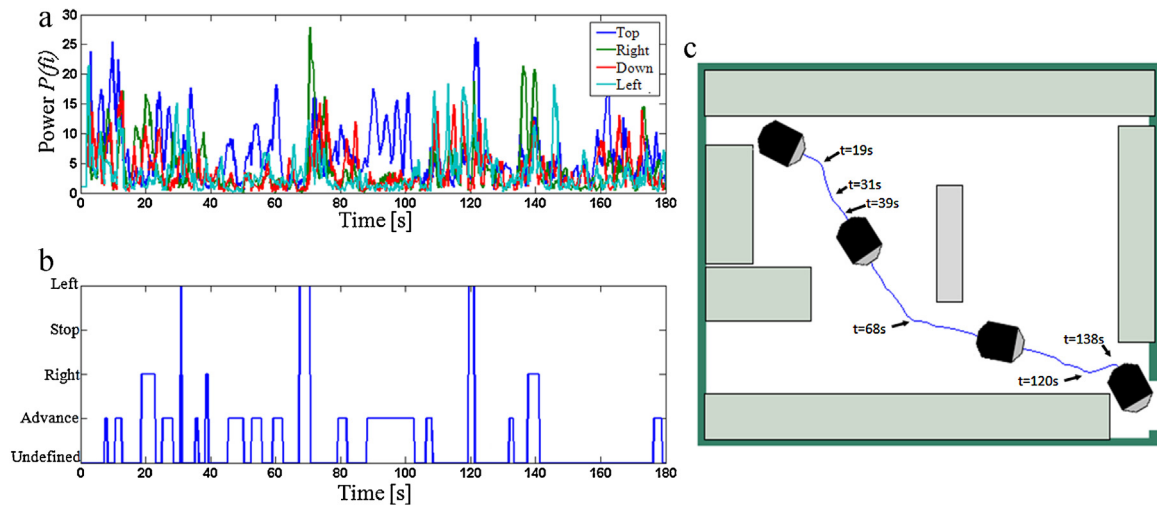 a
Power P(fi)
30
25
20
15
10
5
0
Top
Right
Down
Left
0 20 40 60 80 100 120 140 160 180
Time [s]
b
Left
Stop
Right
Advance
Undefined
0 20 40 60 80 100 120 140 160 180
Time [s]
c
t=19s
t=31s
t=39s
t=68s
t=138s
t=120s